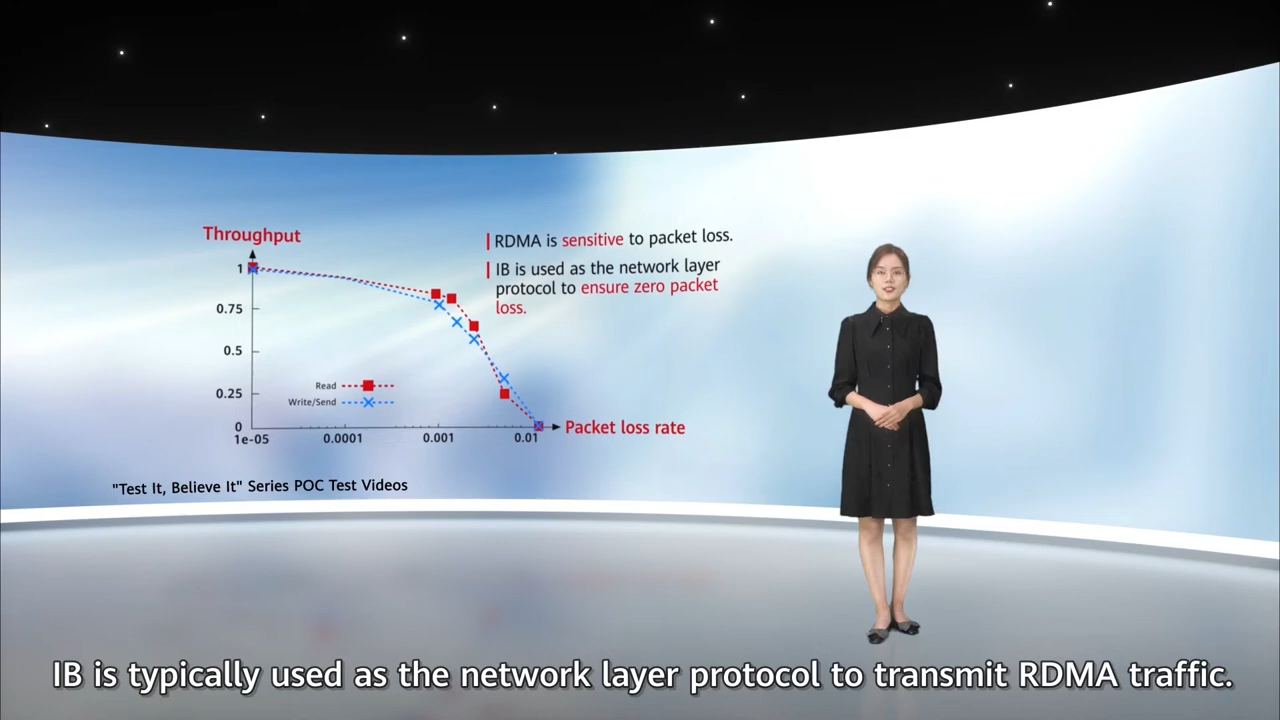 Throughput
1
0.75
0.5
0.25
0
1e-05
0.0001
0.001
0.01
Packet loss rate
Read
Write/Send
RDMA is sensitive to packet loss.
IB is used as the network layer
protocol to ensure zero packet
loss.
"Test It, Believe It" Series POC Test Videos
IB is typically used as the network layer protocol to transmit RDMA traffic.